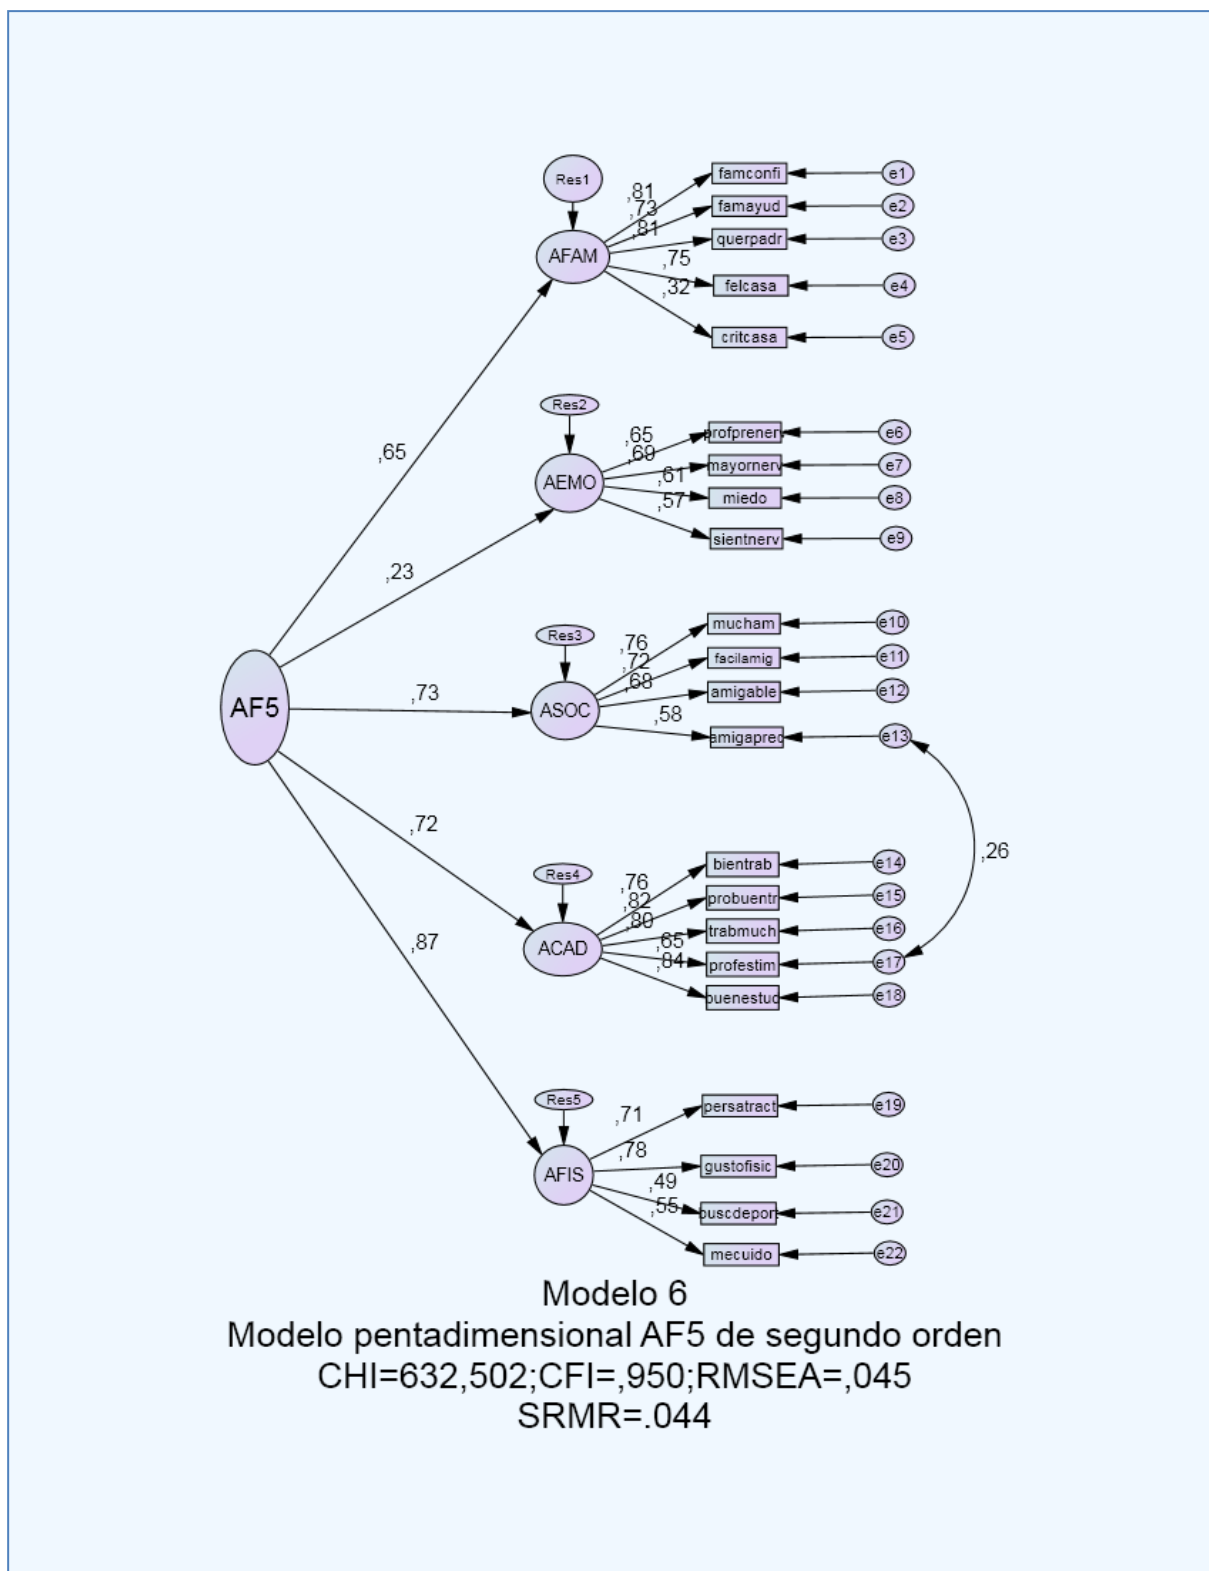 Res1
,81
,73
,81
,75
,32
famconfi
e1
famayud
e2
querpadr
e3
AFAM
felcasa
e4
critcasa
e5
,65
Res2
,65
,69
,61
,57
profprenerv
e6
mayornerv
e7
AEMO
miedo
e8
sientnerv
e9
,23
Res3
,76
,72
,68
,58
mucham
e10
facilamig
e11
amigable
e12
AF5
,73
ASOC
amigaprec
e13
,72
,26
Res4
,76
,82
,80
,65
,84
bientrab
e14
probuentr
e15
trabmuch
e16
,87
ACAD
profestim
e17
buenestud
e18
Res5
,71
,78
,49
,55
persatract
e19
AFIS
gustofisic
e20
buscdeport
e21
mecuido
e22
Modelo 6
Modelo pentadimensional AF5 de segundo orden
CHI=632,502;CFI=,950;RMSEA=,045
SRMR=.044